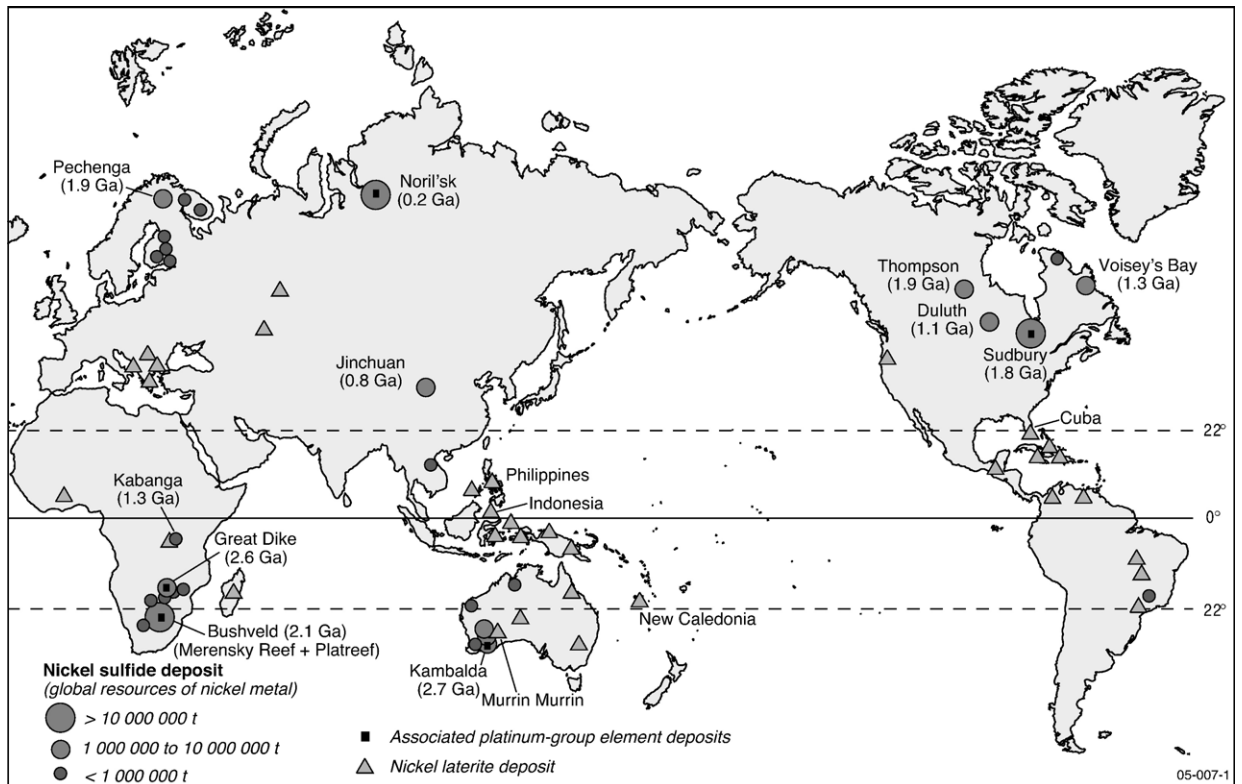 Pechenga
(1.9 Ga)
Noril'sk
(0.2 Ga)
Thompson
(1.9 Ga)
Voisey's Bay
(1.3 Ga)
Duluth
(1.1 Ga)
Sudbury
(1.8 Ga)
Jinchuan
(0.8 Ga)
Cuba
22°
Philippines
Kabanga
(1.3 Ga)
Indonesia
0°
Great Dike
(2.6 Ga)
22°
New Caledonia
Bushveld (2.1 Ga)
(Merensky Reef + Platreef)
Kambalda
(2.7 Ga)
Murrin Murrin
Nickel sulfide deposit
(global resources of nickel metal)
> 10 000 000 t
1 000 000 to 10 000 000 t
< 1 000 000 t
Associated platinum-group element deposits
Nickel laterite deposit
05-007-1